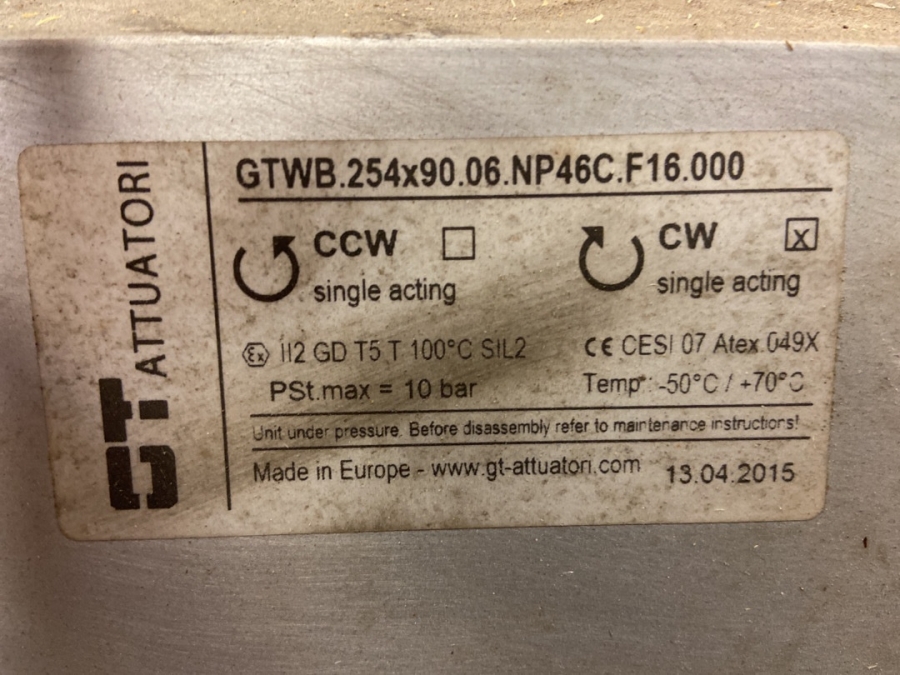 GT ATTUATORI
GTWB.254x90.06.NP46C.F16.000
CCW
single acting
CW x
single acting
Ex II2 GD T5 T 100°C SIL2
CE CESI 07 Atex 049X
PSt.max = 10 bar
Temp°: -50°C / +70°C
Unit under pressure. Before disassembly refer to maintenance instructions!
Made in Europe - www.gt-attuatori.com 13.04.2015